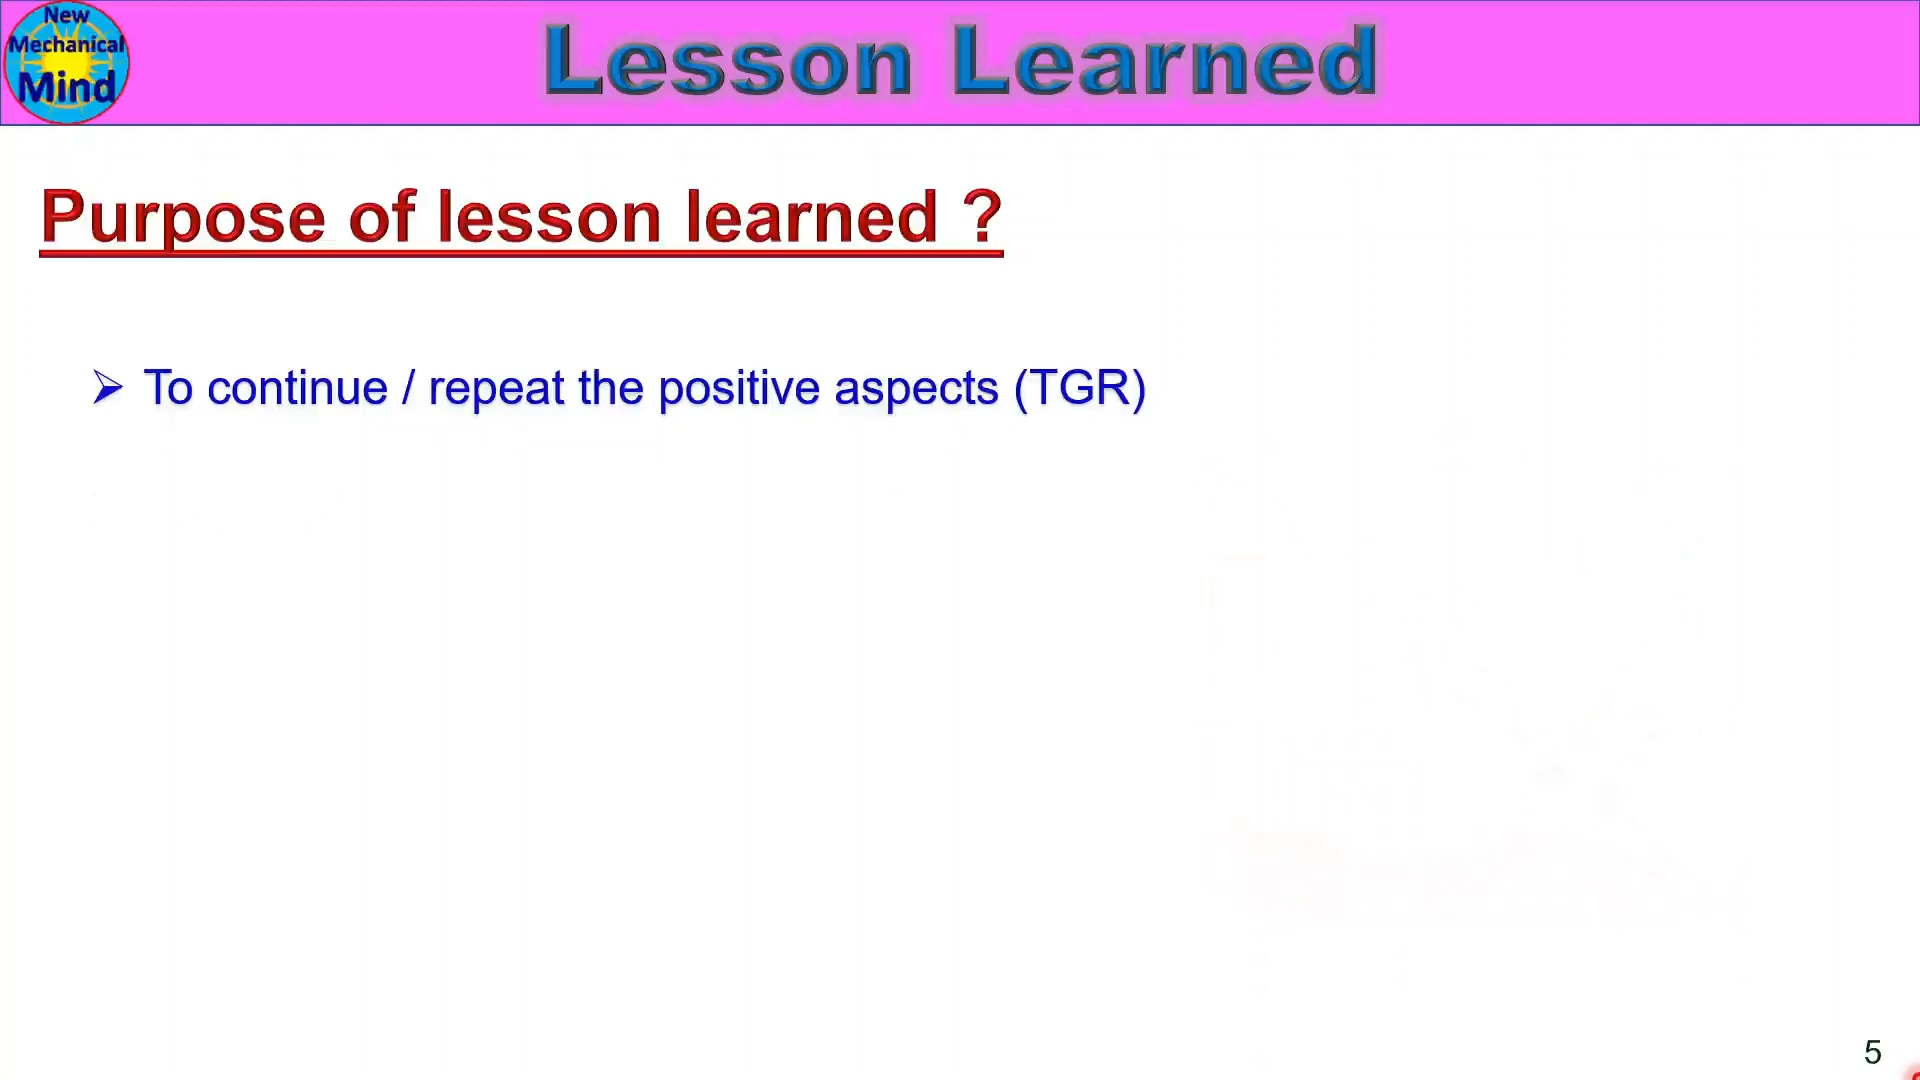 New
Mechanical
Mind
Lesson Learned
Purpose of lesson learned ?
➢ To continue / repeat the positive aspects (TGR)
5